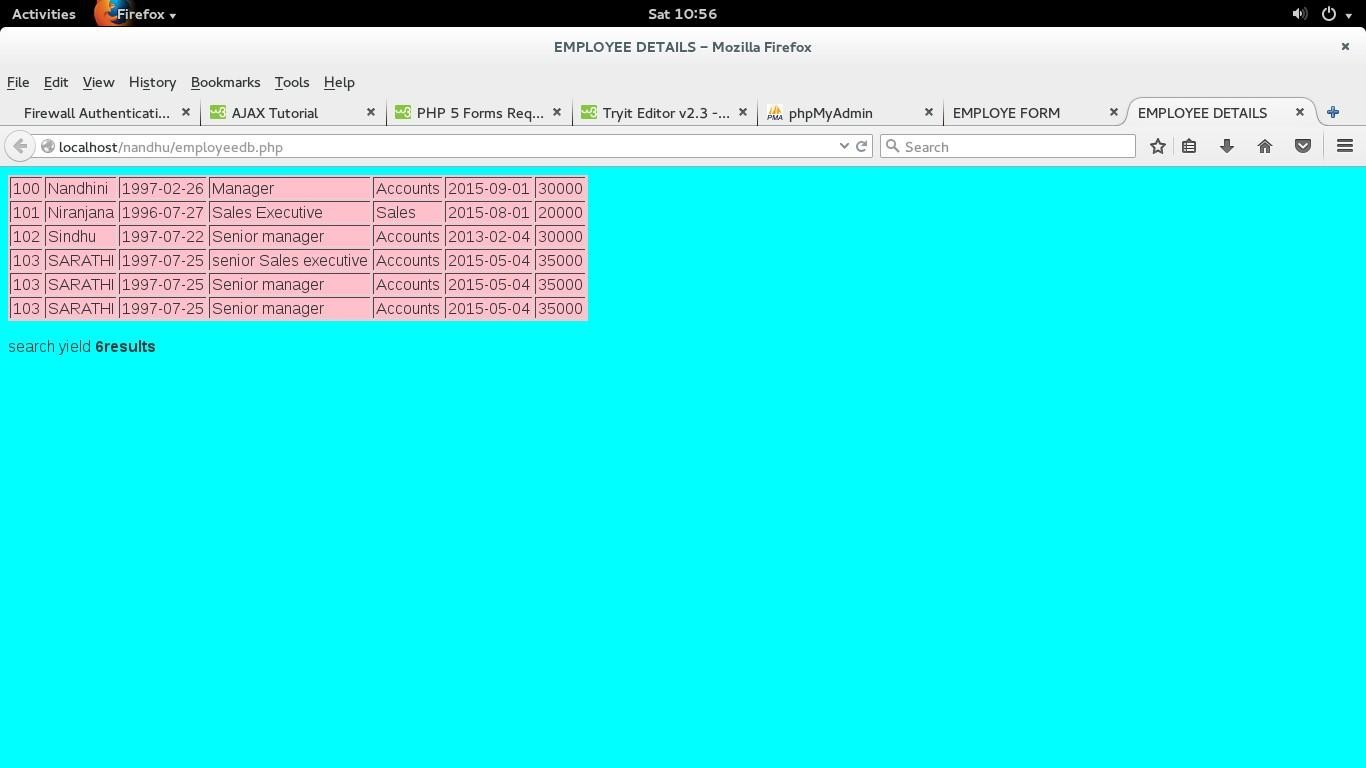 Activities Firefox Sat 10:56
EMPLOYEE DETAILS - Mozilla Firefox
File Edit View History Bookmarks Tools Help
Firewall Authenticati... AJAX Tutorial PHP 5 Forms Req... Tryit Editor v2.3 -... phpMyAdmin EMPLOYE FORM EMPLOYEE DETAILS
localhost/nandhu/employeedb.php Search
100 Nandhini 1997-02-26 Manager Accounts 2015-09-01 30000
101 Niranjana 1996-07-27 Sales Executive Sales 2015-08-01 20000
102 Sindhu 1997-07-22 Senior manager Accounts 2013-02-04 30000
103 SARATHI 1997-07-25 senior Sales executive Accounts 2015-05-04 35000
103 SARATHI 1997-07-25 Senior manager Accounts 2015-05-04 35000
103 SARATHI 1997-07-25 Senior manager Accounts 2015-05-04 35000
search yield 6results